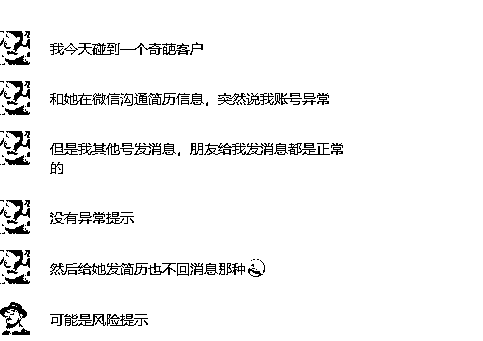 我今天碰到一个奇葩客户
和她在微信沟通简历信息，突然说我账号异常
但是我其他号发消息，朋友给我发消息都是正常
的
没有异常提示
然后给她发简历也不回消息那种
可能是风险提示